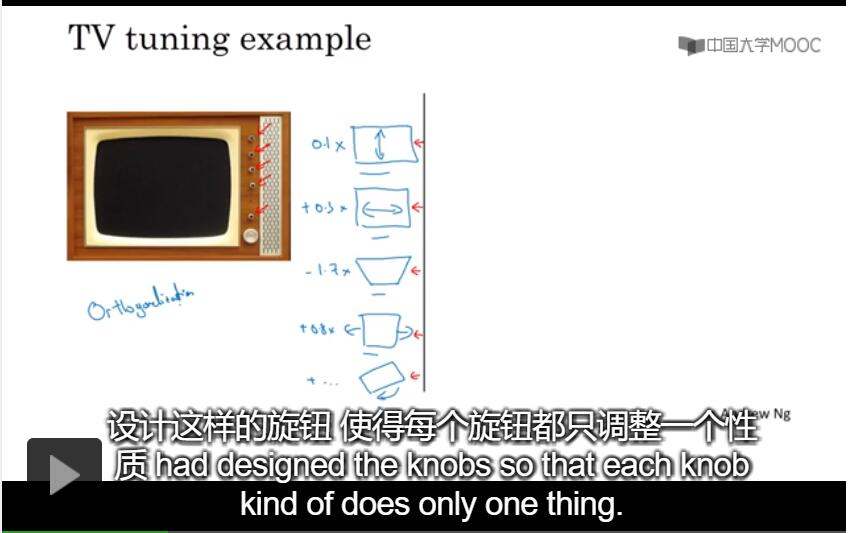 TV tuning example
中国大学MOOC
0.1 x
+ 0.3 x
- 1.7 x
+ 0.8 x
+ ...
Orthogonalization
Andrew Ng
设计这样的旋钮 使得每个旋钮都只调整一个性
质 had designed the knobs so that each knob
kind of does only one thing.